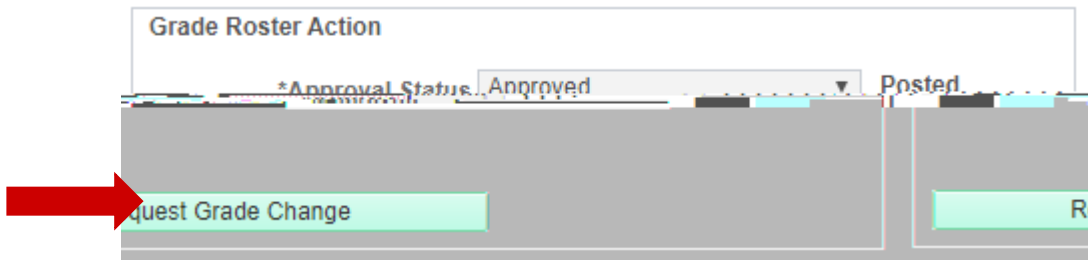 Grade Roster Action
*Approval Status Approved Posted
quest Grade Change
R